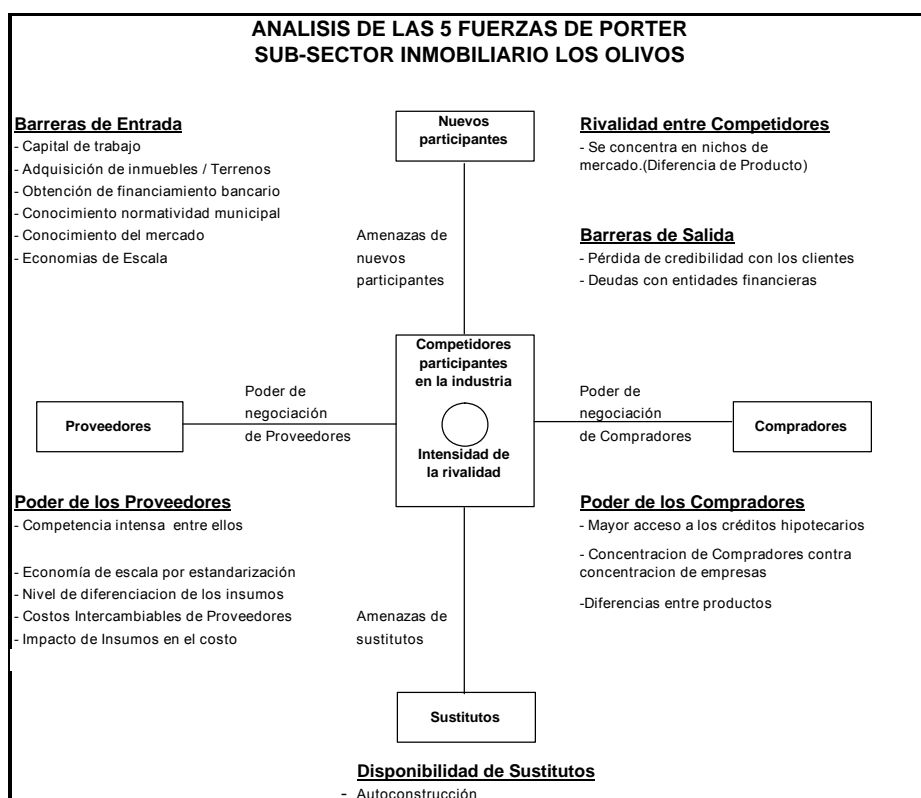 ANALISIS DE LAS 5 FUERZAS DE PORTER
SUB-SECTOR INMOBILIARIO LOS OLIVOS
Barreras de Entrada
- Capital de trabajo
- Adquisición de inmuebles / Terrenos
- Obtención de financiamiento bancario
- Conocimiento normatividad municipal
- Conocimiento del mercado
- Economias de Escala
Nuevos
participantes
Rivalidad entre Competidores
- Se concentra en nichos de
mercado.(Diferencia de Producto)
Barreras de Salida
- Pérdida de credibilidad con los clientes
- Deudas con entidades financieras
Amenazas de
nuevos
participantes
Competidores
participantes
en la industria
Intensidad de
la rivalidad
Proveedores
Poder de
negociación
de Proveedores
Poder de
negociación
de Compradores
Compradores
Poder de los Proveedores
- Competencia intensa entre ellos
- Economía de escala por estandarización
- Nivel de diferenciacion de los insumos
- Costos Intercambiables de Proveedores
- Impacto de Insumos en el costo
Poder de los Compradores
- Mayor acceso a los créditos hipotecarios
- Concentracion de Compradores contra
concentracion de empresas
-Diferencias entre productos
Amenazas de
sustitutos
Sustitutos
Disponibilidad de Sustitutos
- Autoconstrucción